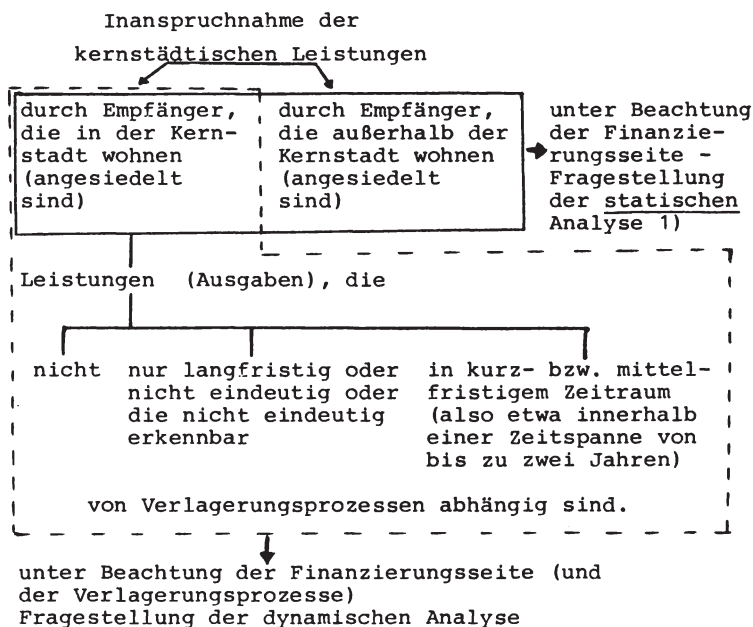 Inanspruchnahme der
kernstädtischen Leistungen
durch Empfänger,
die in der Kern-
stadt wohnen
(angesiedelt
sind)
durch Empfänger,
die außerhalb der
Kernstadt wohnen
(angesiedelt
sind)
unter Beachtung
der Finanzie-
rungsseite -
Fragestellung
der statischen
Analyse 1)
Leistungen (Ausgaben), die
nicht
nur langfristig oder
nicht eindeutig oder
die nicht eindeutig
erkennbar
in kurz- bzw. mittel-
fristigem Zeitraum
(also etwa innerhalb
einer Zeitspanne von
bis zu zwei Jahren)
von Verlagerungsprozessen abhängig sind.
unter Beachtung der Finanzierungsseite (und
der Verlagerungsprozesse)
Fragestellung der dynamischen Analyse